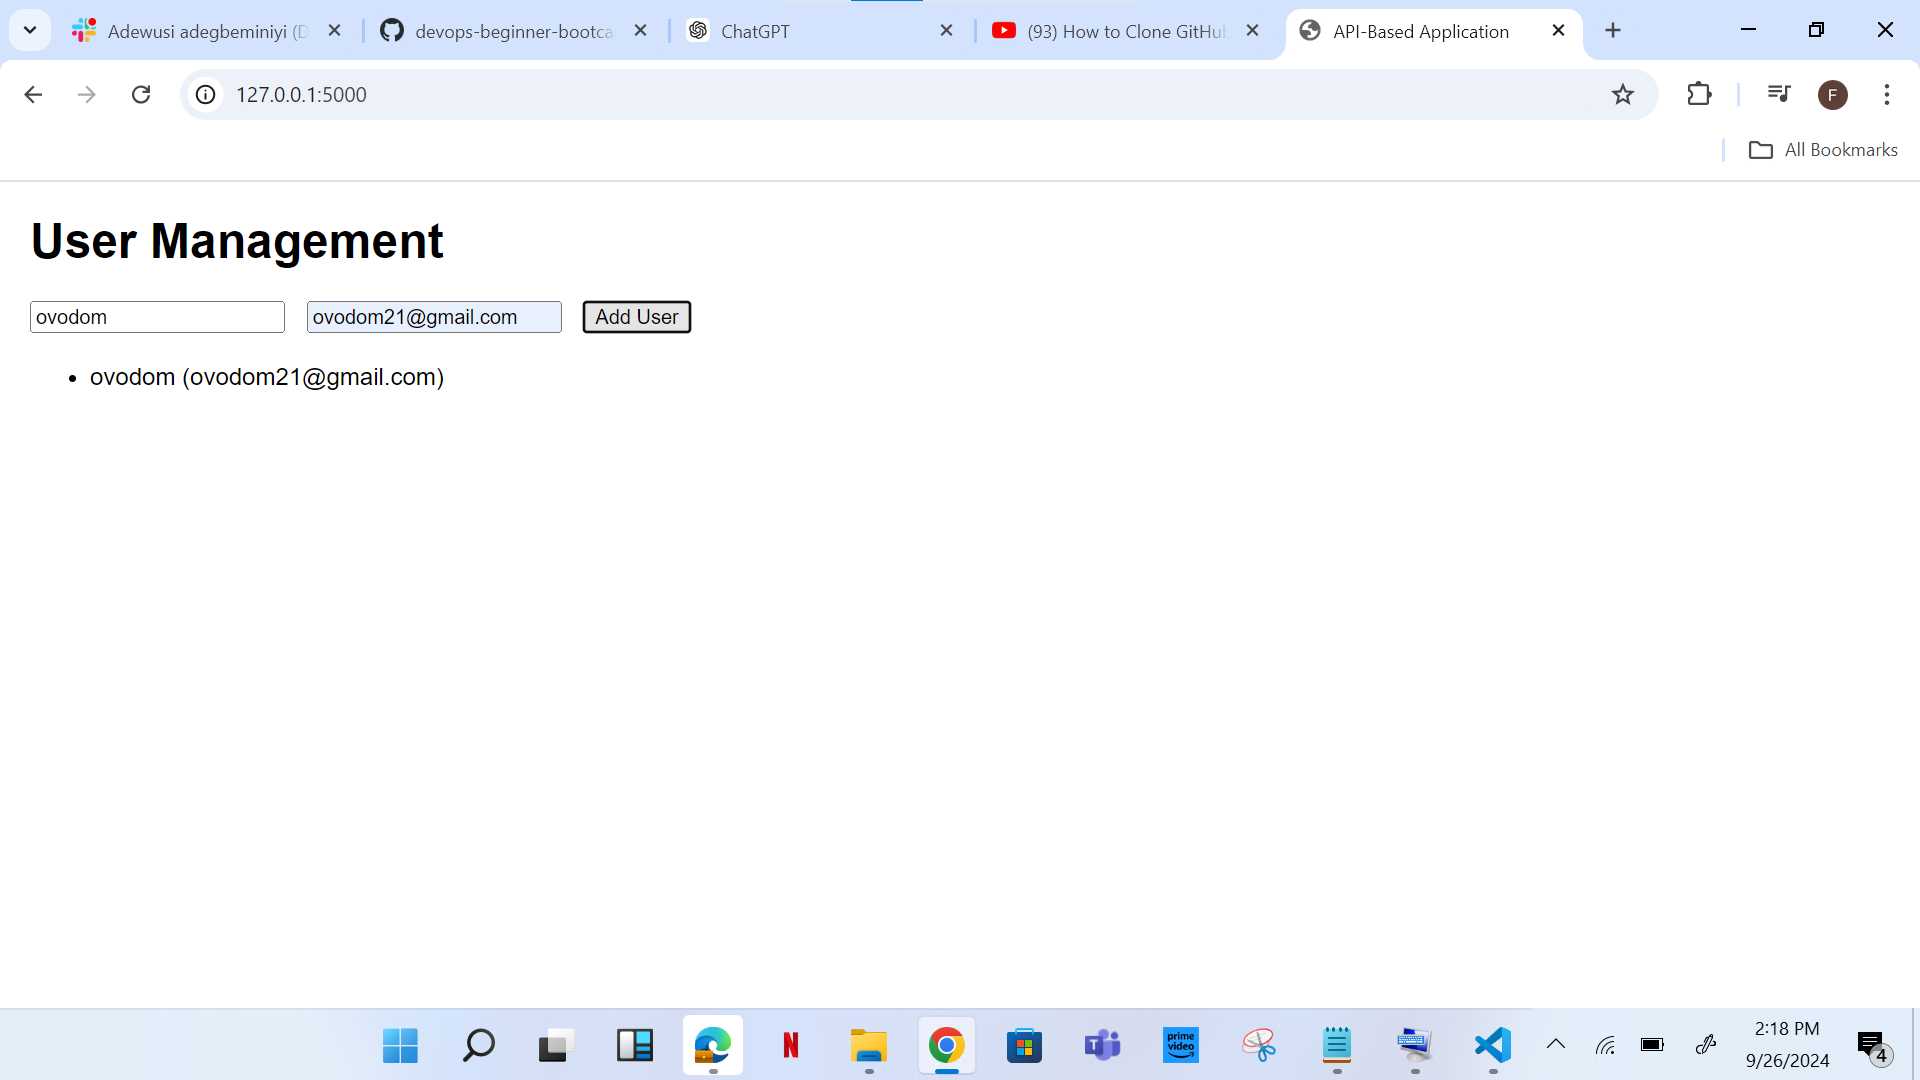 Adewusi adegbeminiyi (D
devops-beginner-bootca
ChatGPT
(93) How to Clone GitHu
API-Based Application
127.0.0.1:5000
F
All Bookmarks
User Management
ovodom
ovodom21@gmail.com
Add User
ovodom (ovodom21@gmail.com)
N
T
prime video
2:18 PM
9/26/2024
4